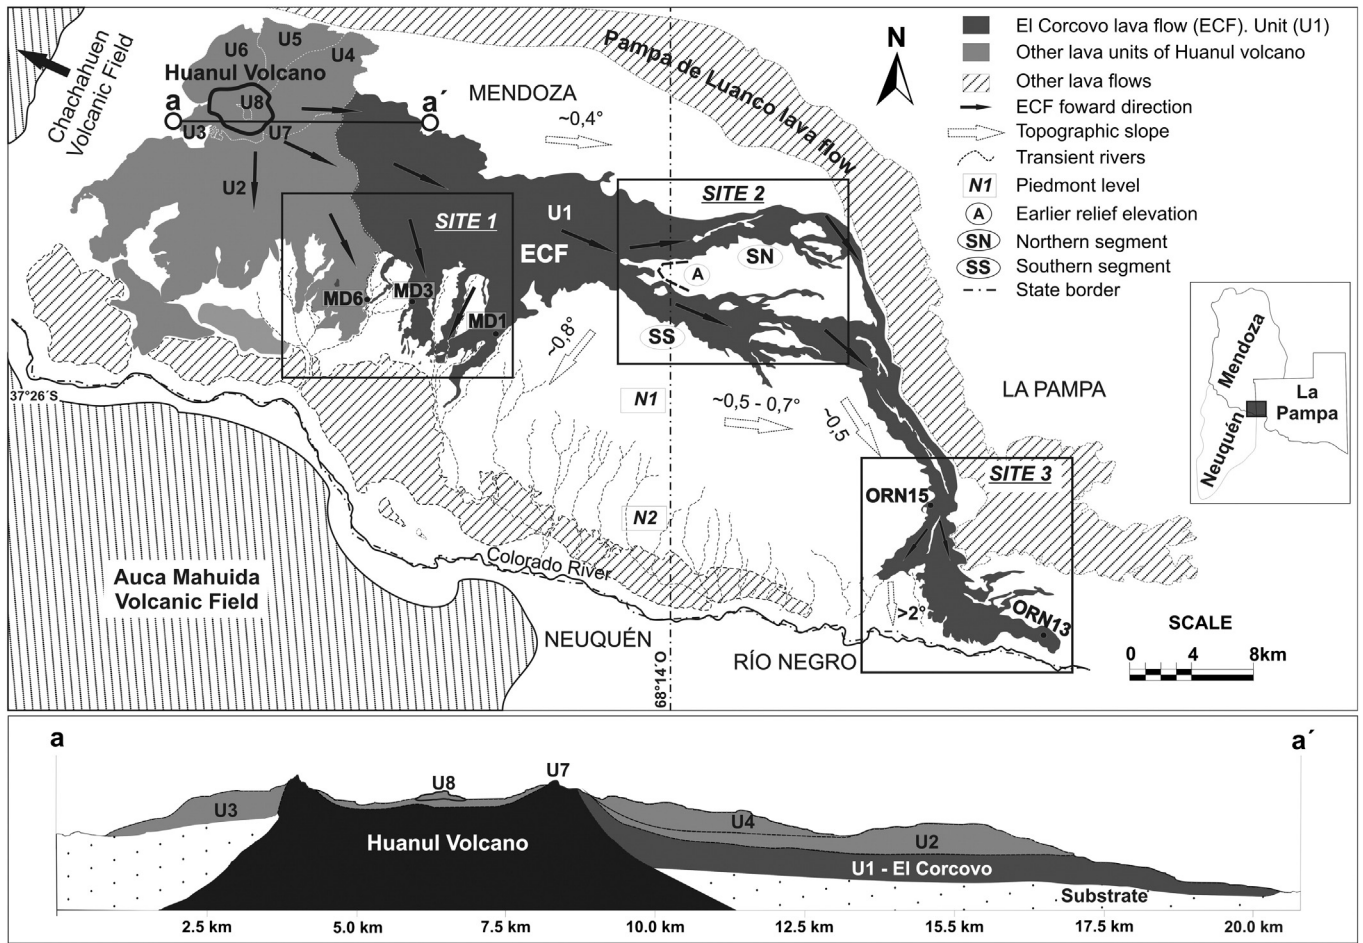 U6
U5
U4
Huanul Volcano
Chachahuen
Volcanic Field
a
U8
a´
U3
U7
U2
MENDOZA
~0,4°
Pampa de Luanco lava flow
N
El Corcovo lava flow (ECF). Unit (U1)
Other lava units of Huanul volcano
Other lava flows
ECF foward direction
Topographic slope
Transient rivers
N1
Piedmont level
A
Earlier relief elevation
SN
Northern segment
SS
Southern segment
State border
SITE 1
U1
ECF
SITE 2
SN
A
SS
MD6
MD3
MD1
~0,8°
37°26´S
N1
~0,5 - 0,7°
~0,5
LA PAMPA
SITE 3
ORN15
N2
Colorado River
Auca Mahuida
Volcanic Field
NEUQUÉN
68°14´O
RÍO NEGRO
>2°
ORN13
Mendoza
La
Pampa
Neuquén
SCALE
0
4
8km
a
a´
U3
U8
U7
U4
U2
Huanul Volcano
U1 - El Corcovo
Substrate
2.5 km
5.0 km
7.5 km
10.0 km
12.5 km
15.5 km
17.5 km
20.0 km